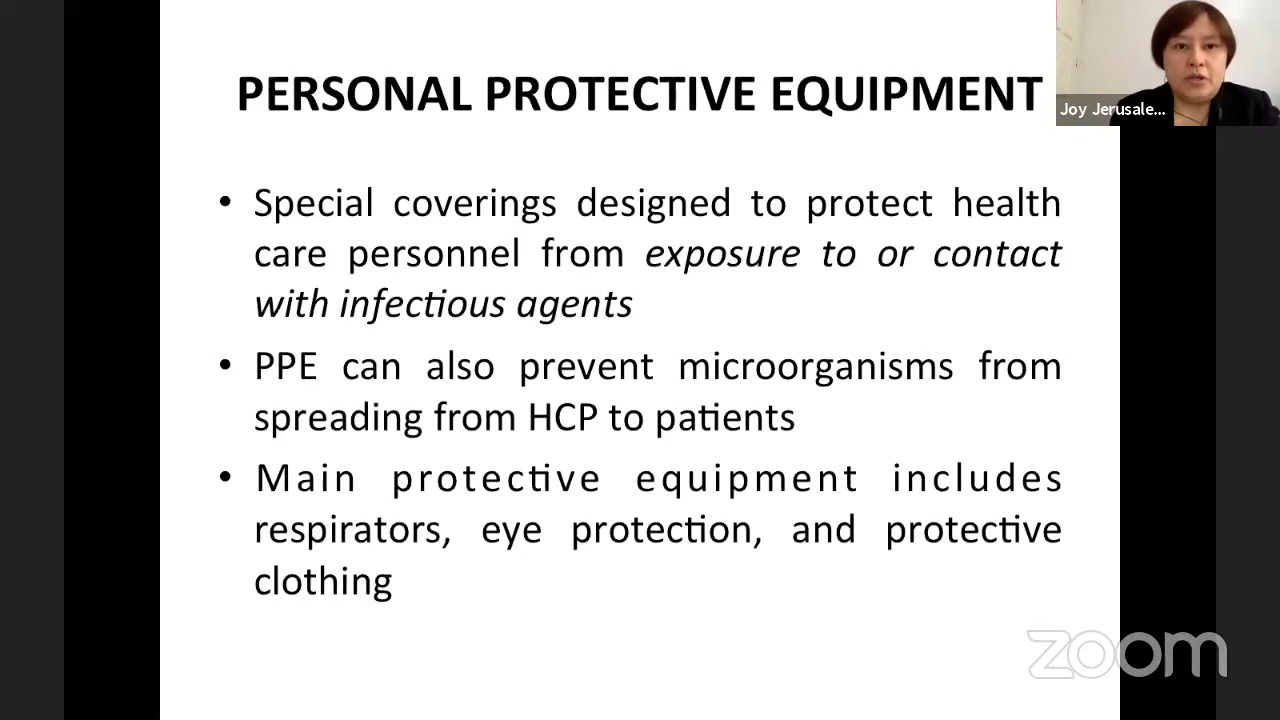 PERSONAL PROTECTIVE EQUIPMENT
Joy Jerusale...
• Special coverings designed to protect health
care personnel from exposure to or contact
with infectious agents
• PPE can also prevent microorganisms from
spreading from HCP to patients
• Main protective equipment includes
respirators, eye protection, and protective
clothing
zoom